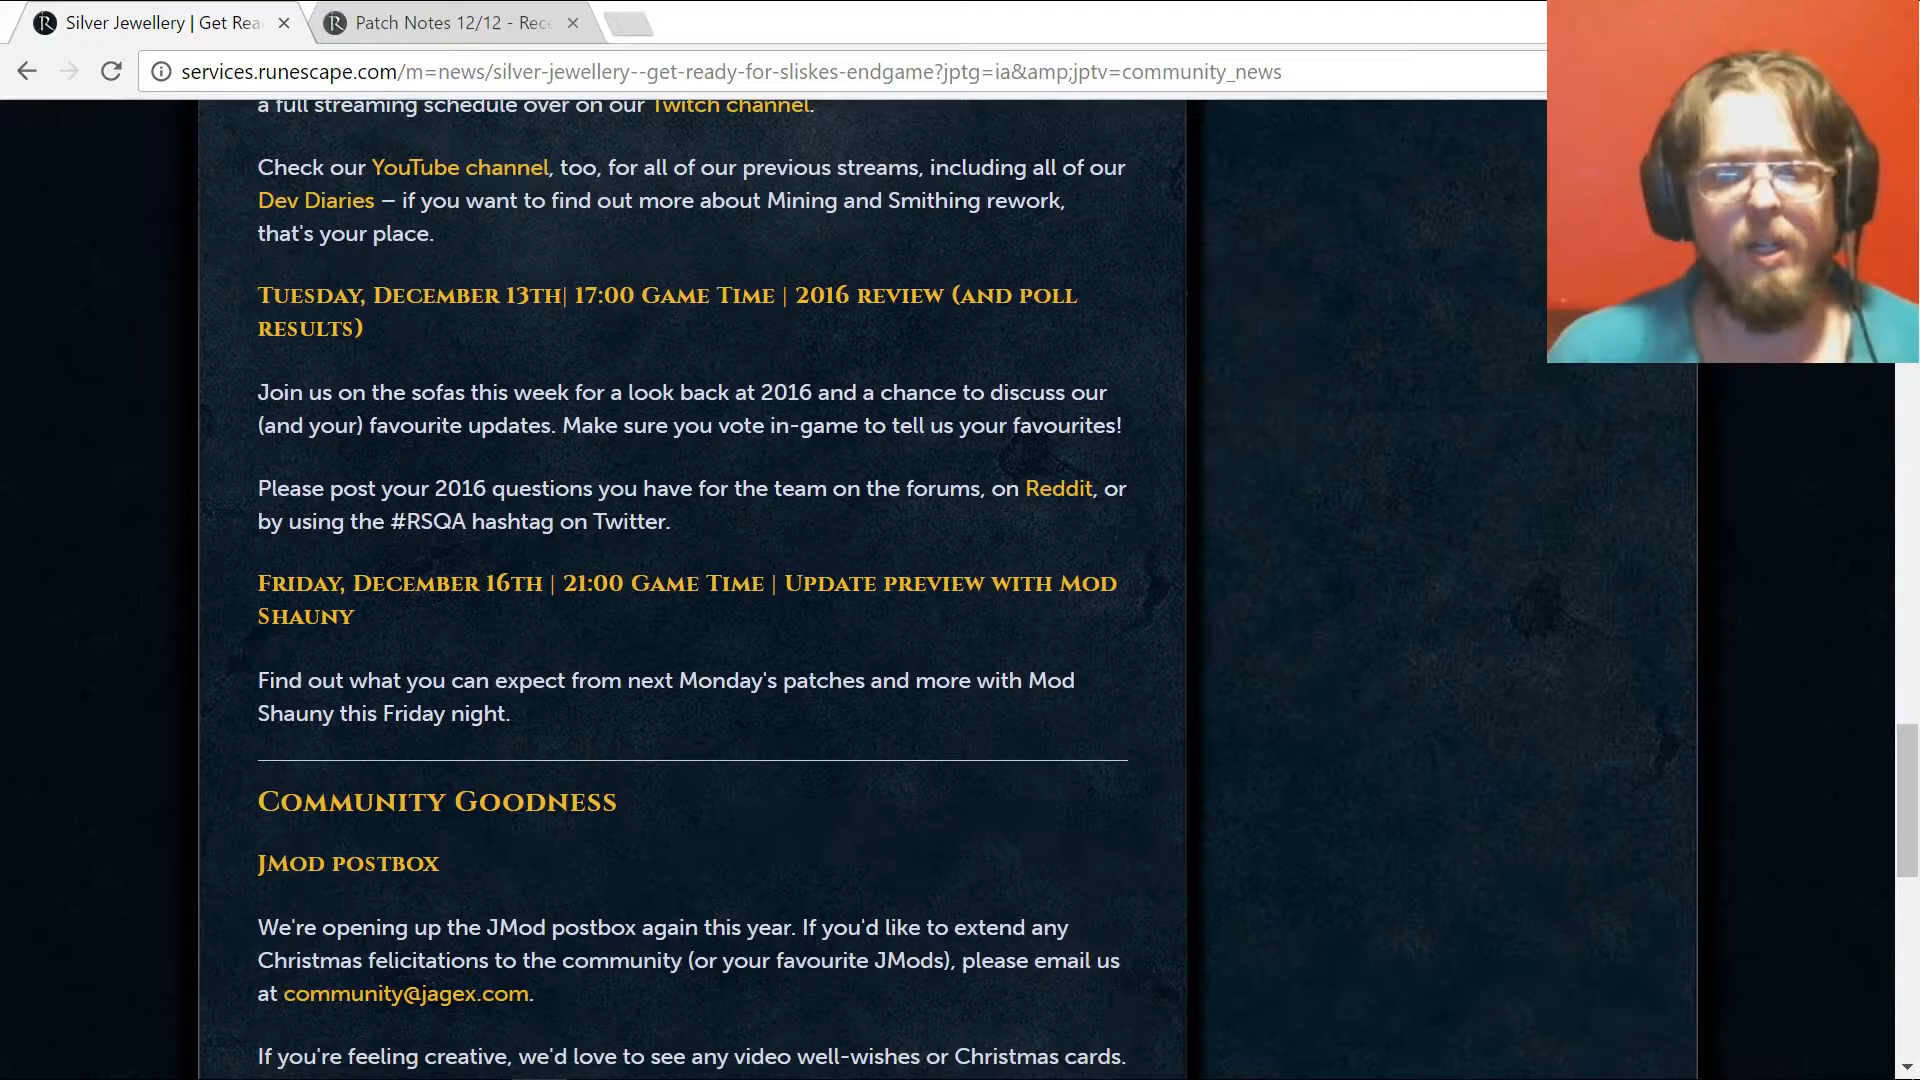 Silver Jewellery | Get Rea
Patch Notes 12/12 - Rece
services.runescape.com/m=news/silver-jewellery--get-ready-for-sliskes-endgame?jptg=ia&amp;jptv=community_news
a full streaming schedule over on our Twitch channel.
Check our YouTube channel, too, for all of our previous streams, including all of our
Dev Diaries – if you want to find out more about Mining and Smithing rework,
that's your place.
Tuesday, December 13th| 17:00 Game Time | 2016 review (and poll
results)
Join us on the sofas this week for a look back at 2016 and a chance to discuss our
(and your) favourite updates. Make sure you vote in-game to tell us your favourites!
Please post your 2016 questions you have for the team on the forums, on Reddit, or
by using the #RSQA hashtag on Twitter.
Friday, December 16th | 21:00 Game Time | Update preview with Mod
Shauny
Find out what you can expect from next Monday's patches and more with Mod
Shauny this Friday night.
Community Goodness
JMod postbox
We're opening up the JMod postbox again this year. If you'd like to extend any
Christmas felicitations to the community (or your favourite JMods), please email us
at community@jagex.com.
If you're feeling creative, we'd love to see any video well-wishes or Christmas cards.